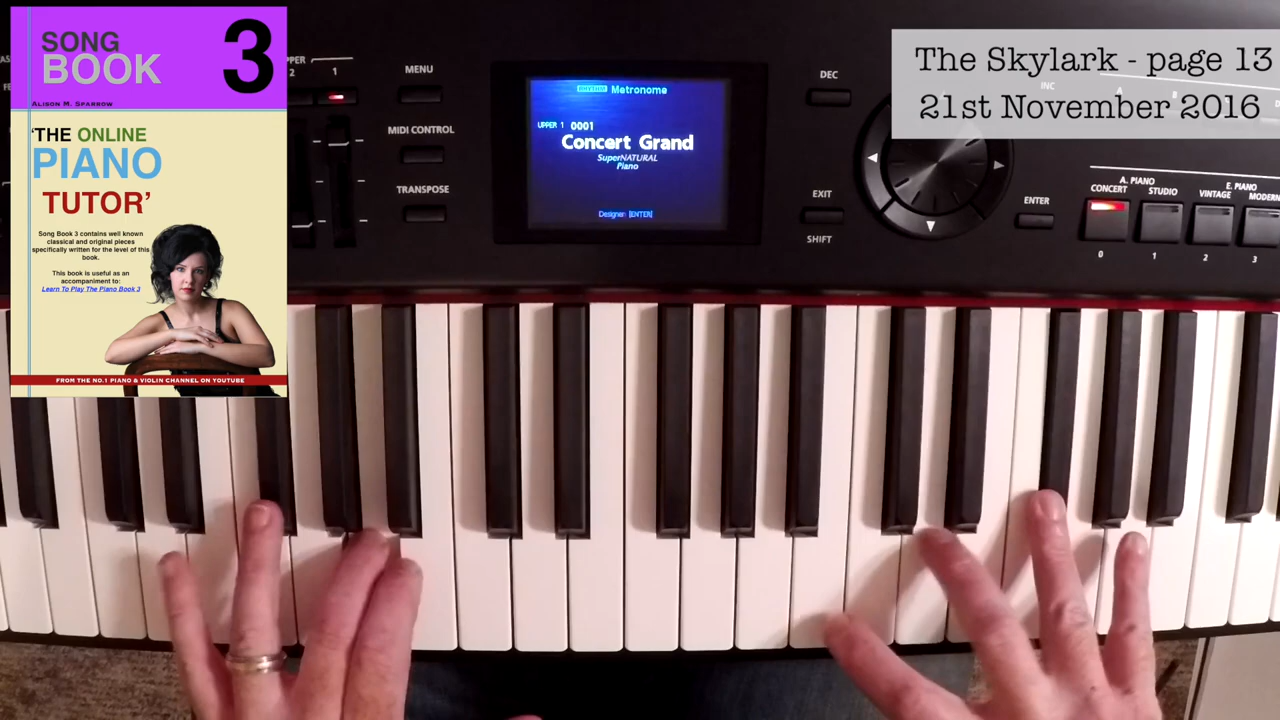 SONG
BOOK
3
Alison M. Sparrow
'THE ONLINE
PIANO
TUTOR'
Song Book 3 contains well known
classical and original pieces
specifically written for the level of this
book.
This book is useful as an
accompaniment to:
Learn To Play The Piano Book 3
FROM THE NO.1 PIANO & VIOLIN CHANNEL ON YOUTUBE
2
1
MENU
MIDI CONTROL
TRANSPOSE
RHYTHM Metronome
UPPER 1 0001
Concert Grand
SuperNATURAL
Piano
Designer: [ENTER]
DEC
INC
EXIT
SHIFT
ENTER
The Skylark - page 13
21st November 2016
A. PIANO
CONCERT
STUDIO
E. PIANO
VINTAGE
MODERN
0
1
2
3